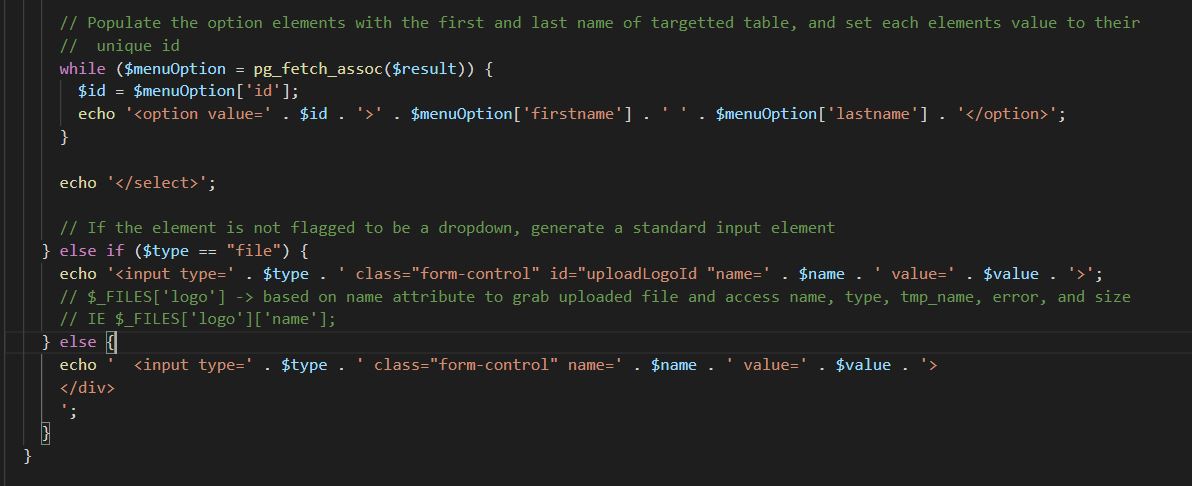 // Populate the option elements with the first and last name of targetted table, and set each elements value to their
//  unique id
while ($menuOption = pg_fetch_assoc($result)) {
$id = $menuOption['id'];
echo '<option value=' . $id . '>' . $menuOption['firstname'] . ' ' . $menuOption['lastname'] . '</option>';
}
echo '</select>';
// If the element is not flagged to be a dropdown, generate a standard input element
} else if ($type == "file") {
echo '<input type=' . $type . ' class="form-control" id="uploadLogoId "name=' . $name . ' value=' . $value . '>';
// $_FILES['logo'] -> based on name attribute to grab uploaded file and access name, type, tmp_name, error, and size
// IE $_FILES['logo']['name'];
} else {
echo '  <input type=' . $type . ' class="form-control" name=' . $name . ' value=' . $value . '>
</div>
';
}
}